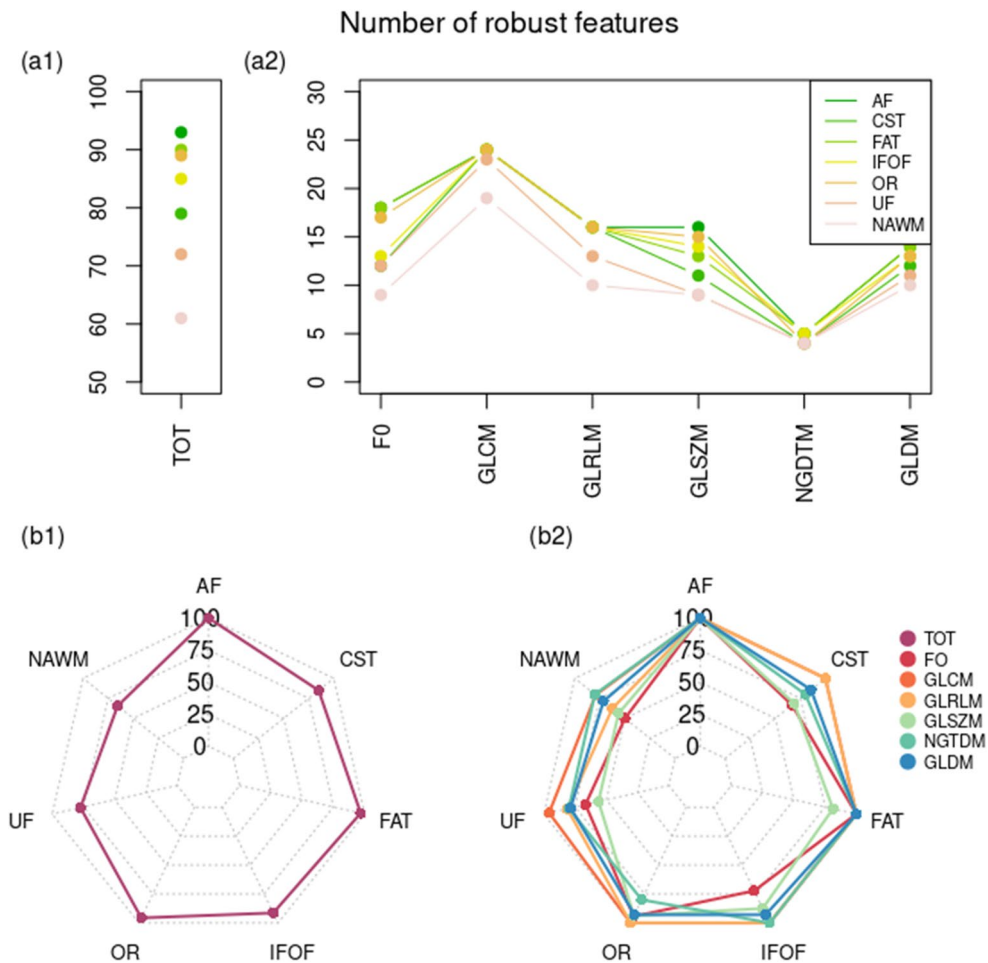 Number of robust features
(a1)
(a2)
100
90
80
70
60
50
TOT
30
25
20
15
10
5
0
F0
GLCM
GLRLM
GLSZM
NGDTM
GLDM
AF
CST
FAT
IFOF
OR
UF
NAWM
(b1)
AF
CST
FAT
IFOF
OR
UF
NAWM
100
75
50
25
0
(b2)
AF
CST
FAT
IFOF
OR
UF
NAWM
100
75
50
25
0
TOT
FO
GLCM
GLRLM
GLSZM
NGTDM
GLDM